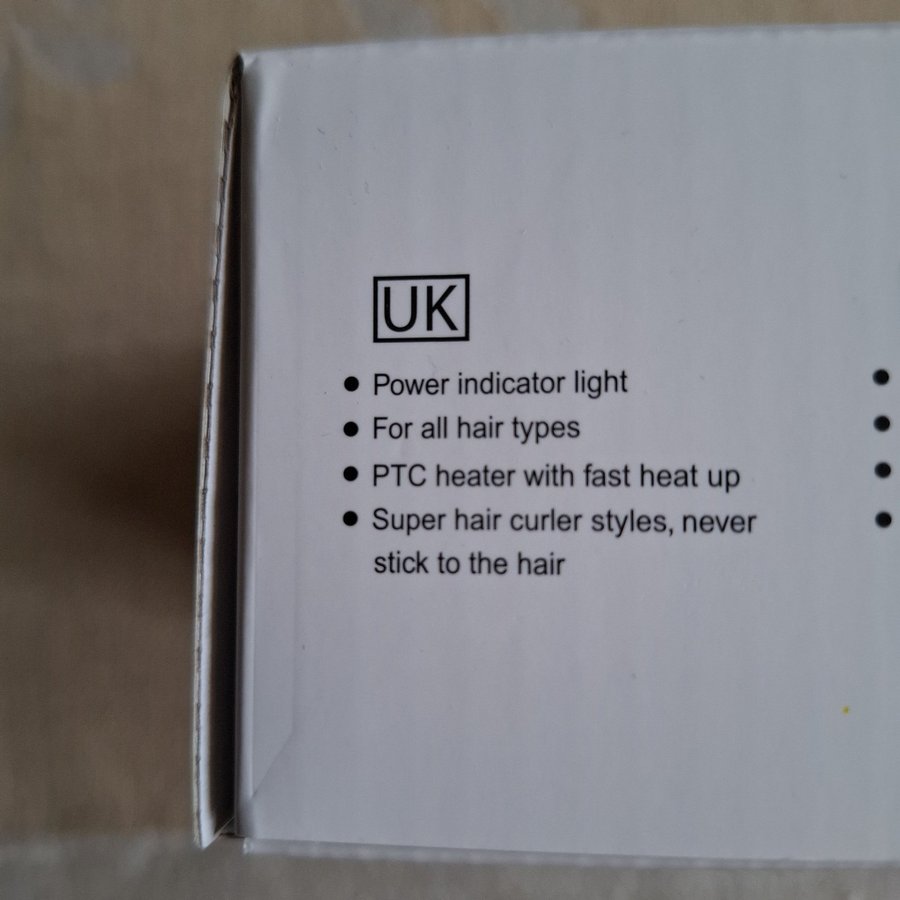 UK
● Power indicator light
● For all hair types
● PTC heater with fast heat up
● Super hair curler styles, never
stick to the hair